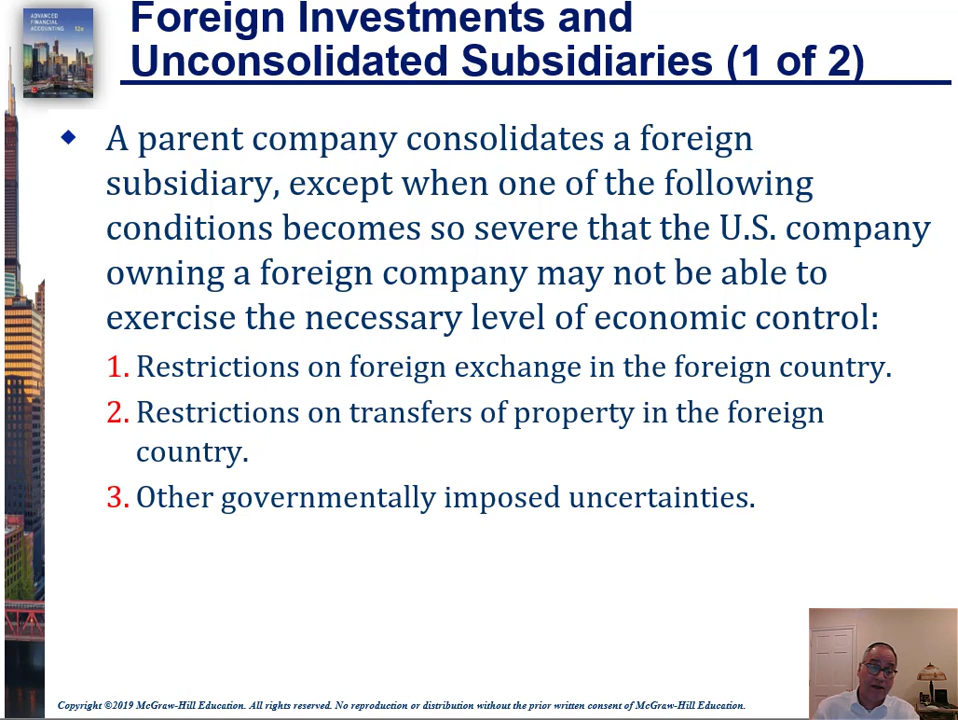 ADVANCED
FINANCIAL
ACCOUNTING
12e
Foreign Investments and
Unconsolidated Subsidiaries (1 of 2)
A parent company consolidates a foreign
subsidiary, except when one of the following
conditions becomes so severe that the U.S. company
owning a foreign company may not be able to
exercise the necessary level of economic control:
1. Restrictions on foreign exchange in the foreign country.
2. Restrictions on transfers of property in the foreign
country.
3. Other governmentally imposed uncertainties.
Copyright ©2019 McGraw-Hill Education. All rights reserved. No reproduction or distribution without the prior written consent of McGraw-Hill Education.